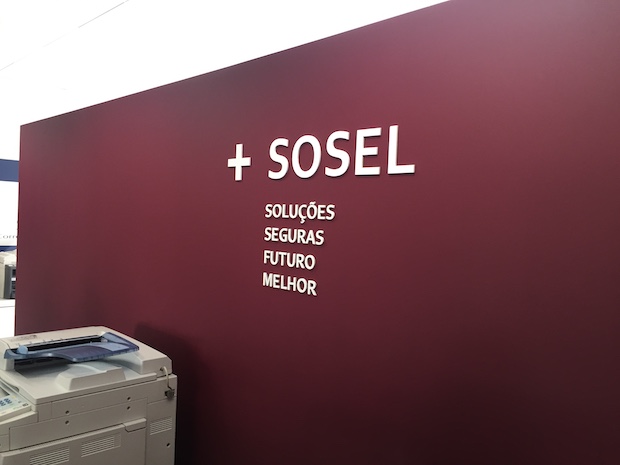 + SOSEL
SOLUÇÕES
SEGURAS
FUTURO
MELHOR